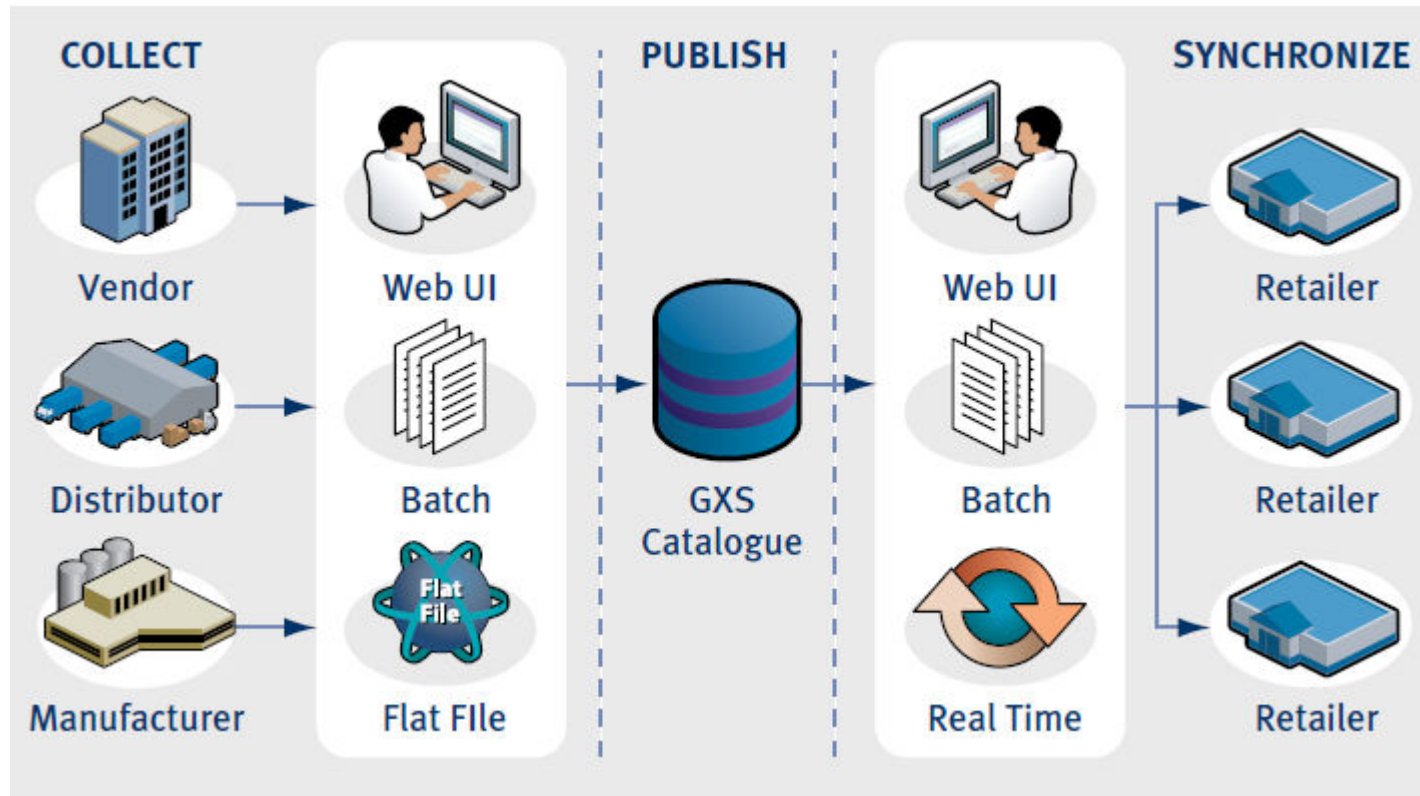 COLLECT
PUBLISH
SYNCHRONIZE
Vendor
Web UI
Web UI
Retailer
Distributor
Batch
GXS
Catalogue
Batch
Retailer
Flat
File
Manufacturer
Flat FIle
Real Time
Retailer